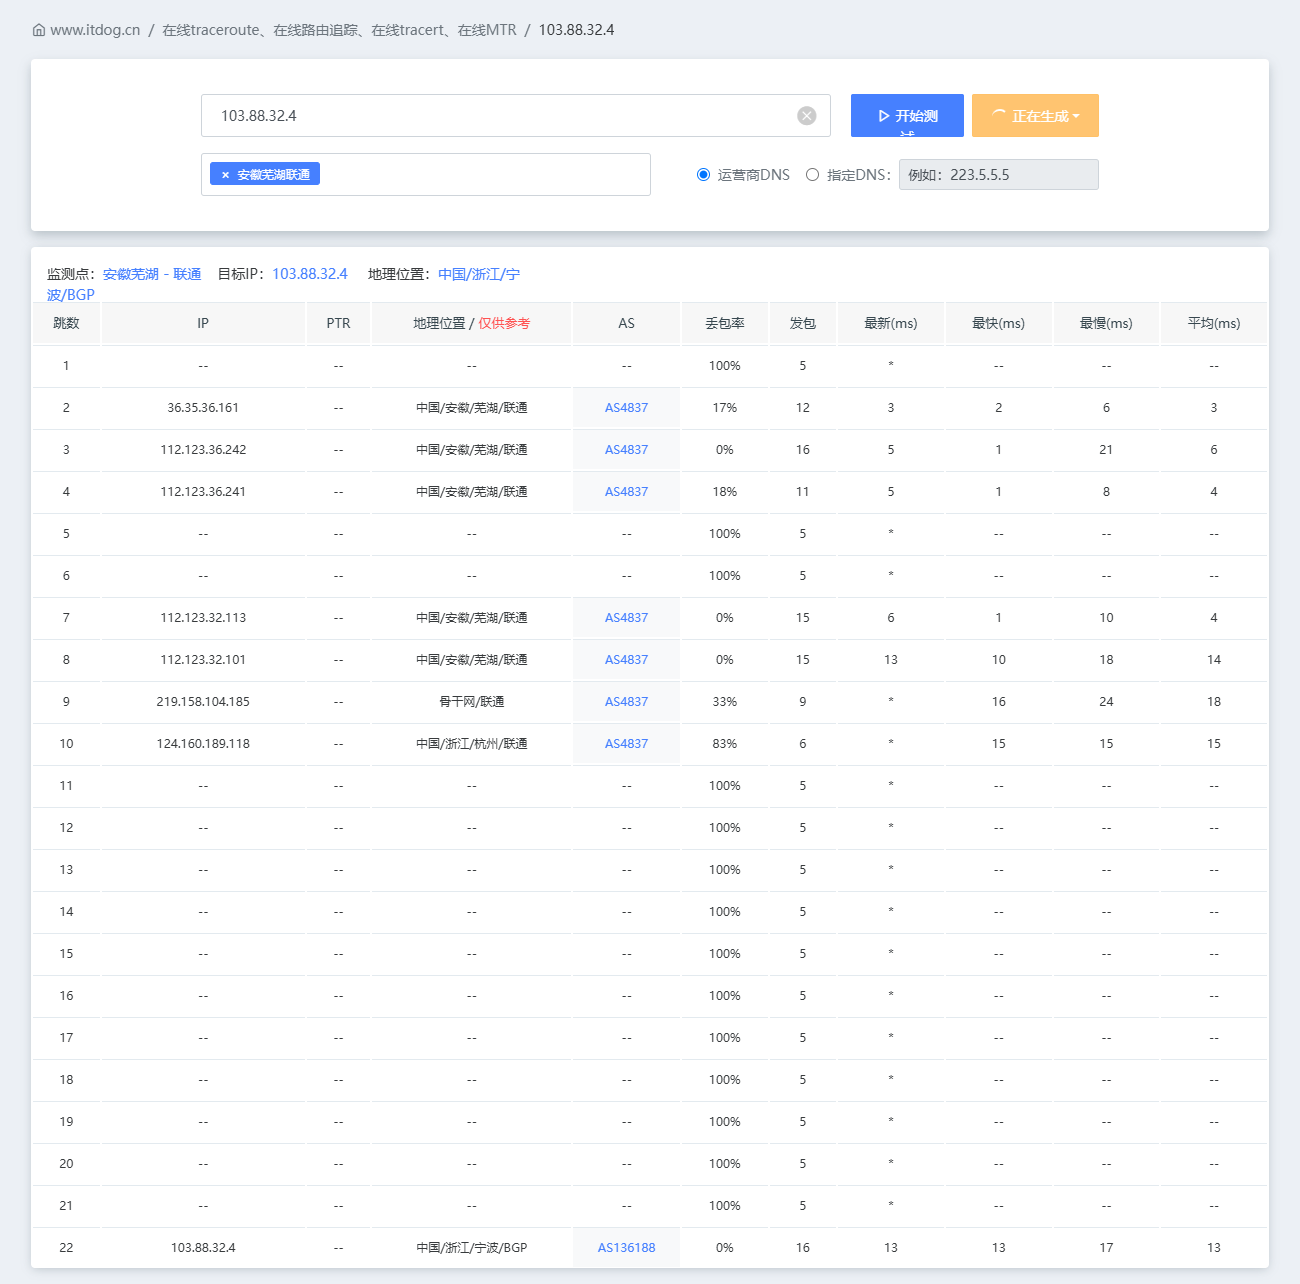 www.itdog.cn / 在线traceroute、在线路由追踪、在线tracert、在线MTR / 103.88.32.4
103.88.32.4
开始测试
正在生成
× 安徽芜湖联通
运营商DNS 指定DNS： 例如：223.5.5.5
监测点：安徽芜湖 - 联通 目标IP：103.88.32.4 地理位置：中国/浙江/宁
波/BGP
跳数 IP PTR 地理位置 / 仅供参考 AS 丢包率 发包 最新(ms) 最快(ms) 最慢(ms) 平均(ms)
1 -- -- -- -- 100% 5 * -- -- --
2 36.35.36.161 -- 中国/安徽/芜湖/联通 AS4837 17% 12 3 2 6 3
3 112.123.36.242 -- 中国/安徽/芜湖/联通 AS4837 0% 16 5 1 21 6
4 112.123.36.241 -- 中国/安徽/芜湖/联通 AS4837 18% 11 5 1 8 4
5 -- -- -- -- 100% 5 * -- -- --
6 -- -- -- -- 100% 5 * -- -- --
7 112.123.32.113 -- 中国/安徽/芜湖/联通 AS4837 0% 15 6 1 10 4
8 112.123.32.101 -- 中国/安徽/芜湖/联通 AS4837 0% 15 13 10 18 14
9 219.158.104.185 -- 骨干网/联通 AS4837 33% 9 * 16 24 18
10 124.160.189.118 -- 中国/浙江/杭州/联通 AS4837 83% 6 * 15 15 15
11 -- -- -- -- 100% 5 * -- -- --
12 -- -- -- -- 100% 5 * -- -- --
13 -- -- -- -- 100% 5 * -- -- --
14 -- -- -- -- 100% 5 * -- -- --
15 -- -- -- -- 100% 5 * -- -- --
16 -- -- -- -- 100% 5 * -- -- --
17 -- -- -- -- 100% 5 * -- -- --
18 -- -- -- -- 100% 5 * -- -- --
19 -- -- -- -- 100% 5 * -- -- --
20 -- -- -- -- 100% 5 * -- -- --
21 -- -- -- -- 100% 5 * -- -- --
22 103.88.32.4 -- 中国/浙江/宁波/BGP AS136188 0% 16 13 13 17 13